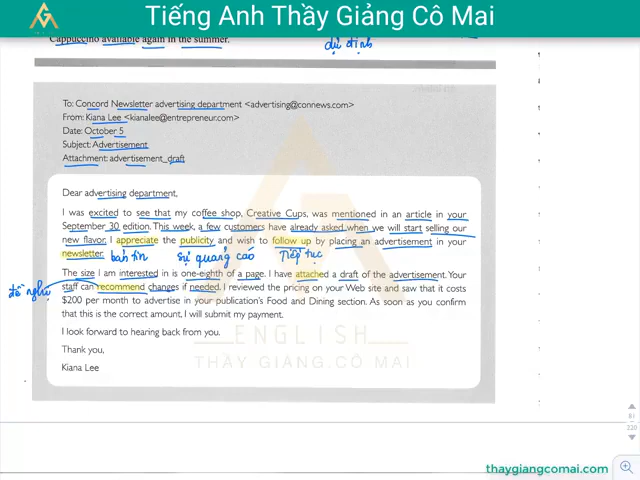 Tiếng Anh Thầy Giảng Cô Mai
Cappuccino available again in the summer.
dự định
To: Concord Newsletter advertising department <advertising@connews.com>
From: Kiana Lee <kianalee@entrepreneur.com>
Date: October 5
Subject: Advertisement
Attachment: advertisement_draft
Dear advertising department,
I was excited to see that my coffee shop, Creative Cups, was mentioned in an article in your
September 30 edition. This week, a few customers have already asked when we will start selling our
new flavor. I appreciate the publicity and wish to follow up by placing an advertisement in your
newsletter.
bản tin sự quảng cáo tiếp tục
The size I am interested in is one-eighth of a page. I have attached a draft of the advertisement. Your
đề nghị
staff can recommend changes if needed. I reviewed the pricing on your Web site and saw that it costs
$200 per month to advertise in your publication's Food and Dining section. As soon as you confirm
that this is the correct amount, I will submit my payment.
I look forward to hearing back from you.
Thank you,
Kiana Lee
ENGLISH
THẦY GIẢNG.CÔ MAI
81
220
thaygiangcomai.com